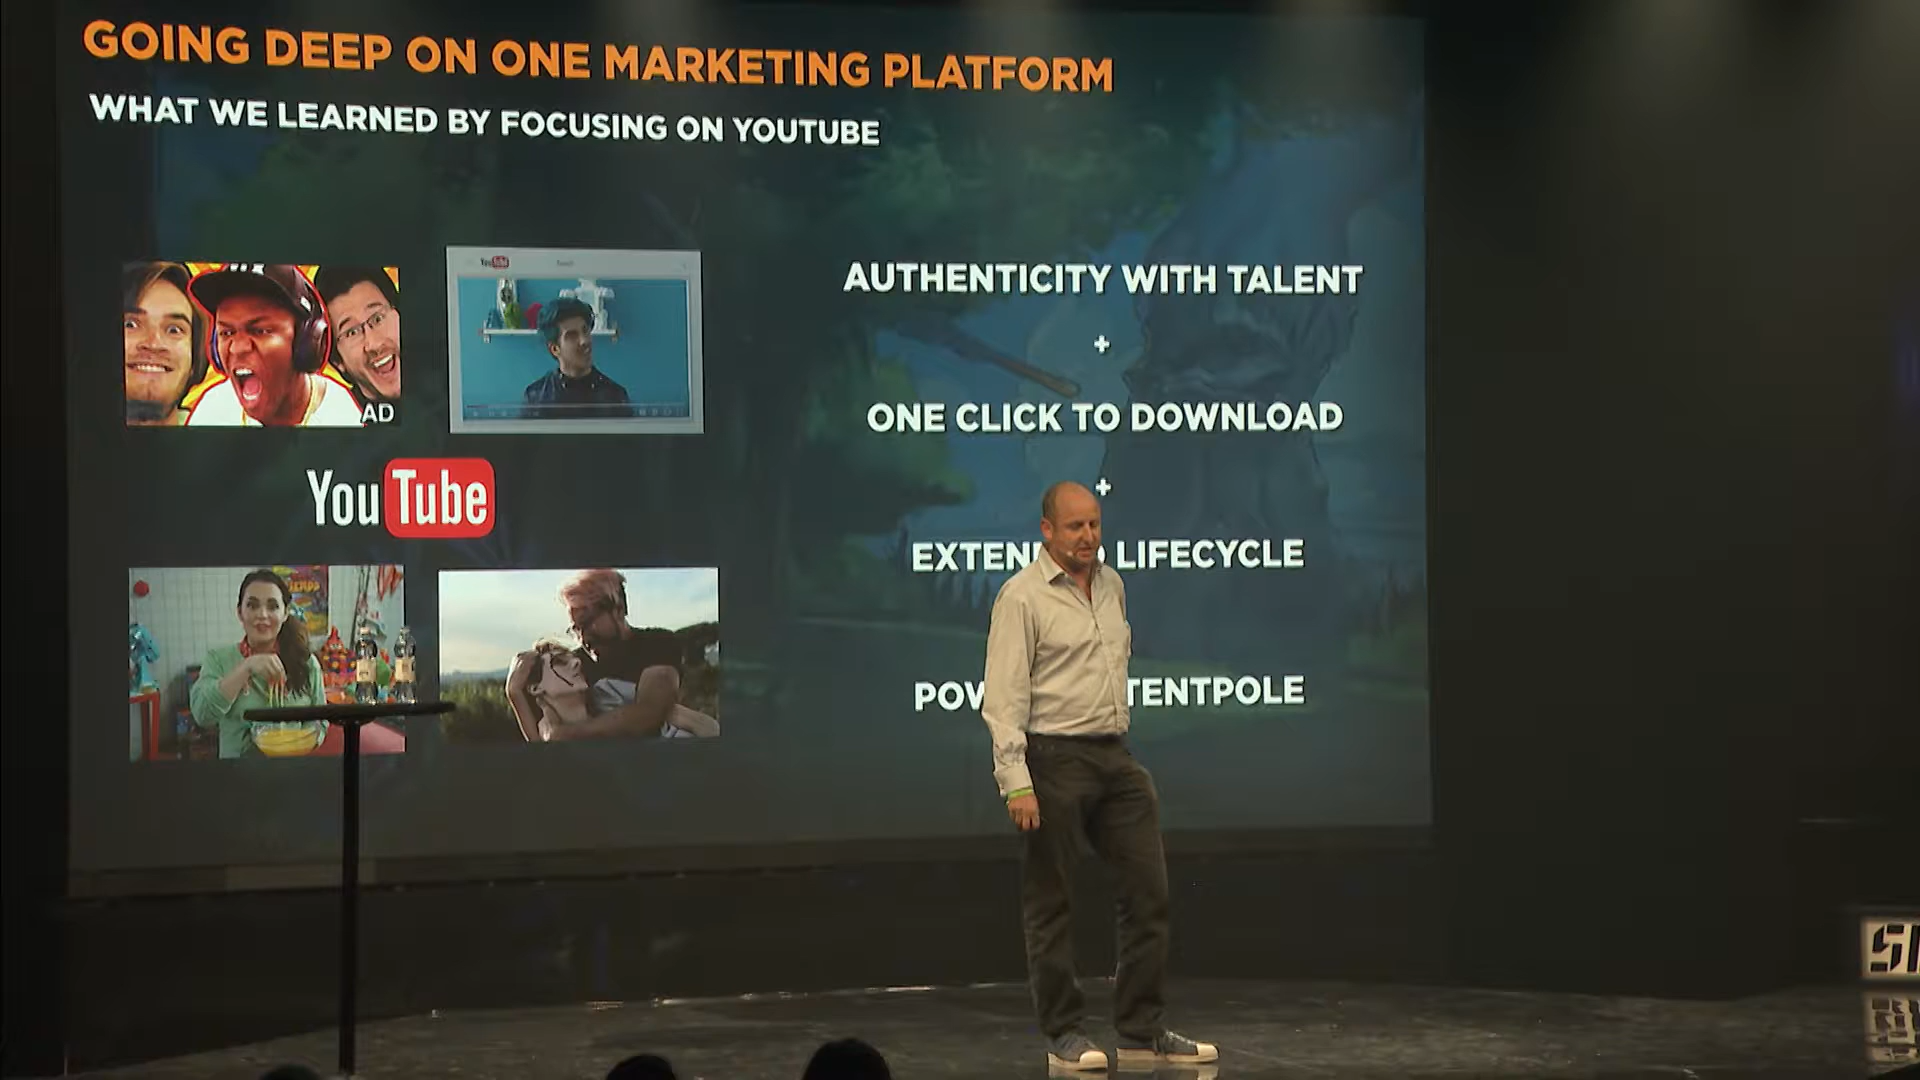 GOING DEEP ON ONE MARKETING PLATFORM
WHAT WE LEARNED BY FOCUSING ON YOUTUBE
AD
YouTube
YouTube
AUTHENTICITY WITH TALENT
+
ONE CLICK TO DOWNLOAD
+
LIFECYCLE
TENTPOLE